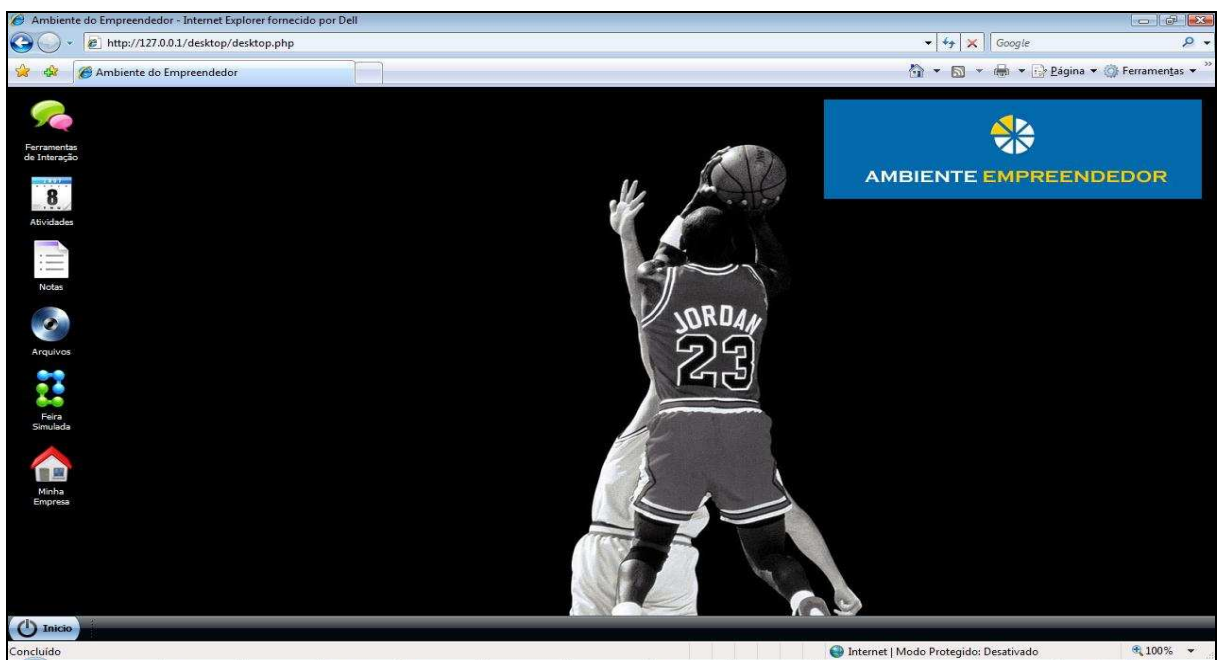 Ambiente do Empreendedor - Internet Explorer fornecido por Dell
http://127.0.0.1/desktop/desktop.php
Google
Ambiente do Empreendedor
Página
Ferramentas
Ferramentas
de Interação
8
Atividades
Notas
Arquivos
Feira
Simulada
Minha
Empresa
AMBIENTE EMPREENDEDOR
JORDAN
23
Inicio
Concluído
Internet | Modo Protegido: Desativado
100%